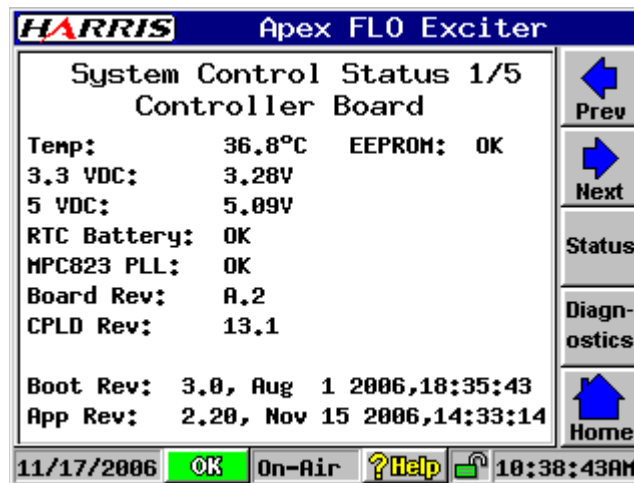 HARRIS Apex FLO Exciter
System Control Status 1/5
Controller Board
Temp: 36.8°C EEPROM: OK
3.3 VDC: 3.28V
5 VDC: 5.09V
RTC Battery: OK
MPC823 PLL: OK
Board Rev: A.2
CPLD Rev: 13.1
Boot Rev: 3.0, Aug 1 2006,18:35:43
App Rev: 2.20, Nov 15 2006,14:33:14
Prev
Next
Status
Diagn-
ostics
Home
11/17/2006 OK On-Air ?Help 10:38:43AM